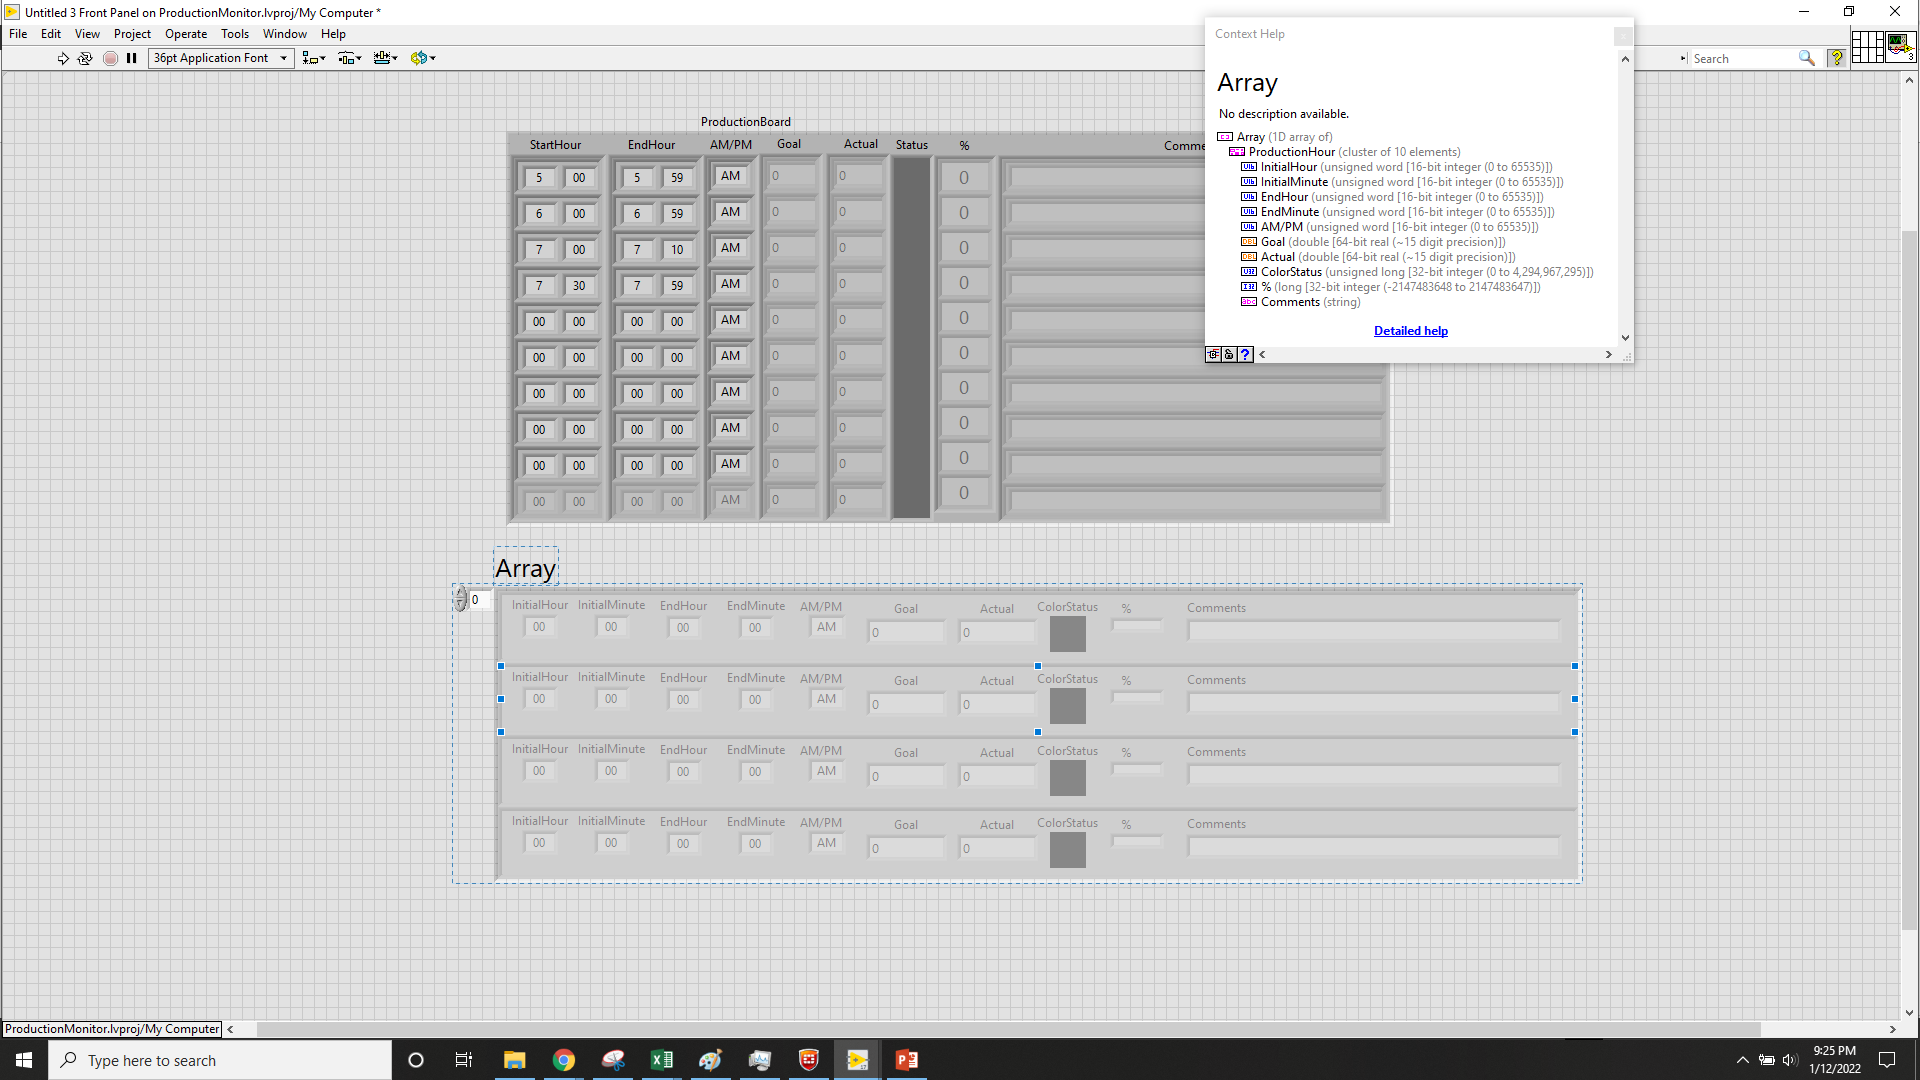 Untitled 3 Front Panel on ProductionMonitor.lvproj/My Computer *
File Edit View Project Operate Tools Window Help
36pt Application Font
Search
?
3
Context Help
Array
No description available.
Array (1D array of)
ProductionHour (cluster of 10 elements)
U16 InitialHour (unsigned word [16-bit integer (0 to 65535)])
U16 InitialMinute (unsigned word [16-bit integer (0 to 65535)])
U16 EndHour (unsigned word [16-bit integer (0 to 65535)])
U16 EndMinute (unsigned word [16-bit integer (0 to 65535)])
U16 AM/PM (unsigned word [16-bit integer (0 to 65535)])
DBL Goal (double [64-bit real (~15 digit precision)])
DBL Actual (double [64-bit real (~15 digit precision)])
U32 ColorStatus (unsigned long [32-bit integer (0 to 4,294,967,295)])
I32 % (long [32-bit integer (-2147483648 to 2147483647)])
abc Comments (string)
Detailed help
?
ProductionBoard
StartHour EndHour AM/PM Goal Actual Status % Comme
5 00 5 59 AM 0 0 0
6 00 6 59 AM 0 0 0
7 00 7 10 AM 0 0 0
7 30 7 59 AM 0 0 0
00 00 00 00 AM 0 0 0
00 00 00 00 AM 0 0 0
00 00 00 00 AM 0 0 0
00 00 00 00 AM 0 0 0
00 00 00 00 AM 0 0 0
00 00 00 00 AM 0 0 0
Array
0
InitialHour InitialMinute EndHour EndMinute AM/PM Goal Actual ColorStatus % Comments
00 00 00 00 AM 0 0
InitialHour InitialMinute EndHour EndMinute AM/PM Goal Actual ColorStatus % Comments
00 00 00 00 AM 0 0
InitialHour InitialMinute EndHour EndMinute AM/PM Goal Actual ColorStatus % Comments
00 00 00 00 AM 0 0
InitialHour InitialMinute EndHour EndMinute AM/PM Goal Actual ColorStatus % Comments
00 00 00 00 AM 0 0
ProductionMonitor.lvproj/My Computer
Type here to search
9:25 PM
1/12/2022